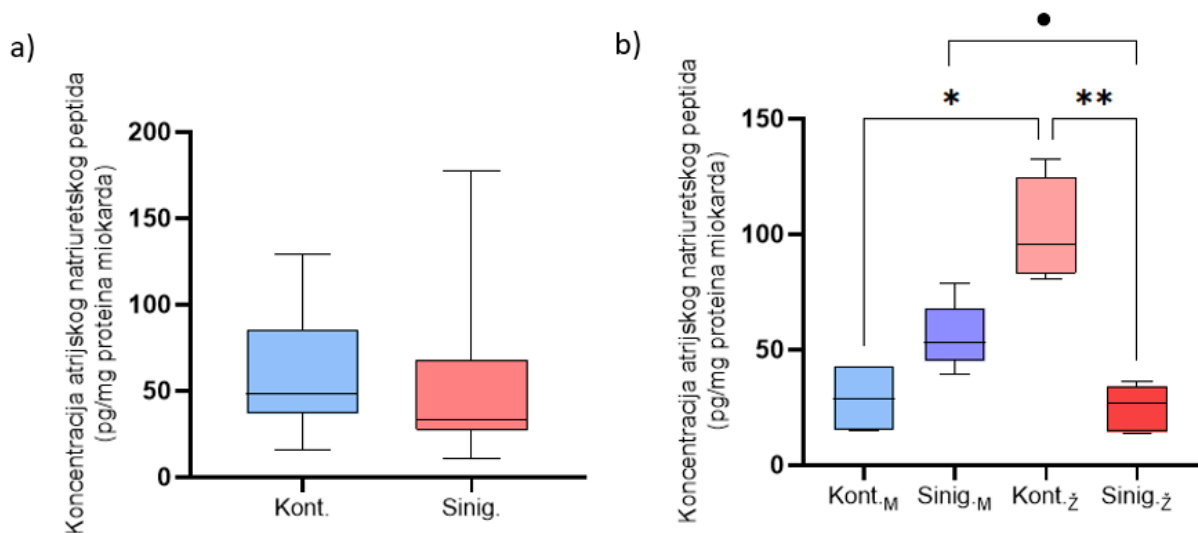 a)
Koncentracija atrijskog natriuretskog peptida
(pg/mg proteina miokarda)
200
150
100
50
0
Kont.
Sinig.
b)
Koncentracija atrijskog natriuretskog peptida
(pg/mg proteina miokarda)
•
*
**
150
100
50
0
Kont.M
Sinig.M
Kont.Ž
Sinig.Ž